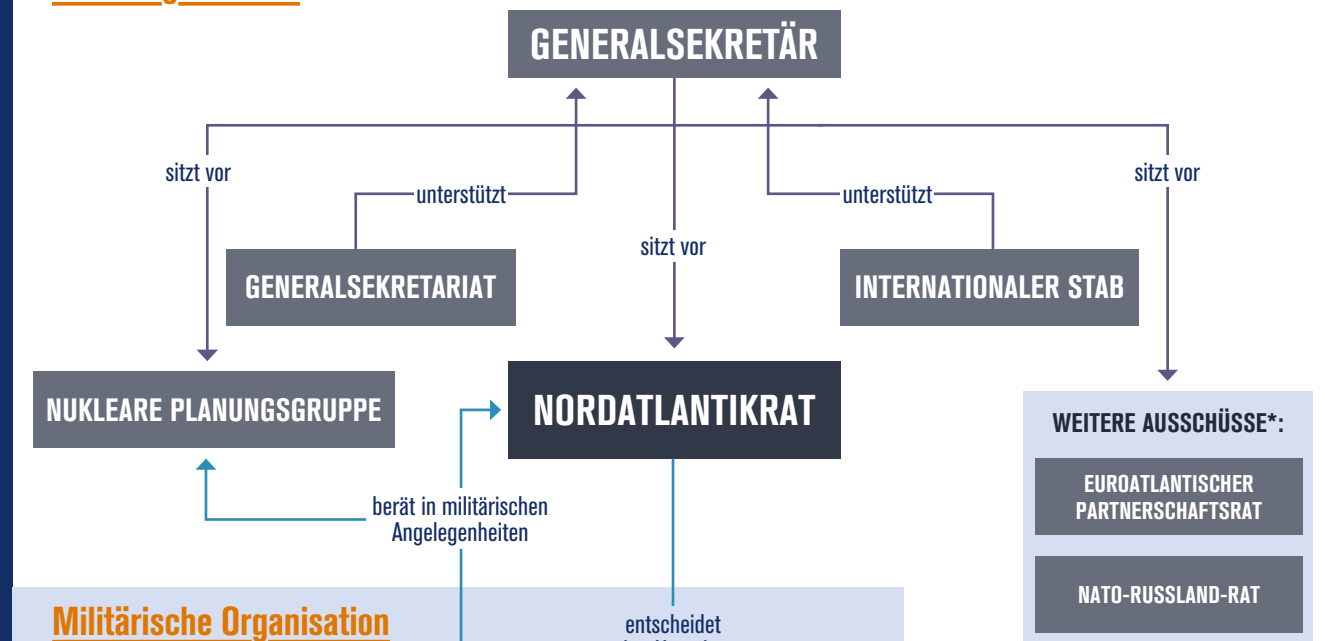 GENERALSEKRETÄR
sitzt vor
unterstützt
sitzt vor
unterstützt
sitzt vor
GENERALSEKRETARIAT
INTERNATIONALER STAB
NUKLEARE PLANUNGSGRUPPE
NORDATLANTIKRAT
WEITERE AUSSCHÜSSE*:
EUROATLANTISCHER
PARTNERSCHAFTSRAT
NATO-RUSSLAND-RAT
berät in militärischen
Angelegenheiten
Militärische Organisation
entscheidet